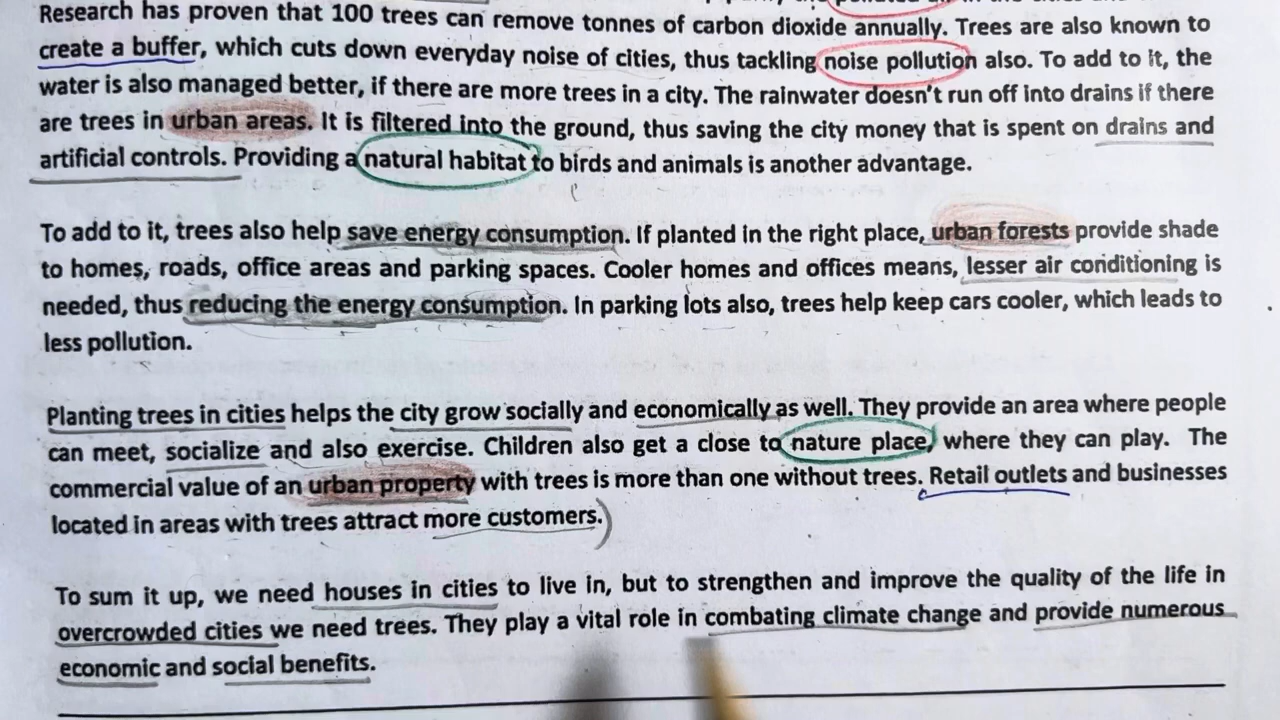 Research has proven that 100 trees can remove tonnes of carbon dioxide annually. Trees are also known to
create a buffer, which cuts down everyday noise of cities, thus tackling noise pollution also. To add to it, the
water is also managed better, if there are more trees in a city. The rainwater doesn't run off into drains if there
are trees in urban areas. It is filtered into the ground, thus saving the city money that is spent on drains and
artificial controls. Providing a natural habitat to birds and animals is another advantage.
To add to it, trees also help save energy consumption. If planted in the right place, urban forests provide shade
to homes, roads, office areas and parking spaces. Cooler homes and offices means, lesser air conditioning is
needed, thus reducing the energy consumption. In parking lots also, trees help keep cars cooler, which leads to
less pollution.
Planting trees in cities helps the city grow socially and economically as well. They provide an area where people
can meet, socialize and also exercise. Children also get a close to nature place, where they can play. The
commercial value of an urban property with trees is more than one without trees. Retail outlets and businesses
located in areas with trees attract more customers.
To sum it up, we need houses in cities to live in, but to strengthen and improve the quality of the life in
overcrowded cities we need trees. They play a vital role in combating climate change and provide numerous
economic and social benefits.